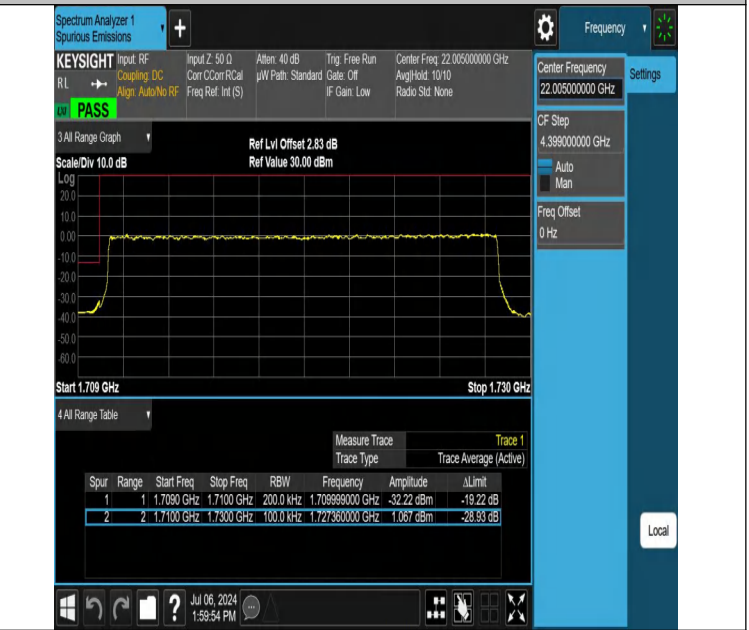 Spectrum Analyzer 1
Spurious Emissions
+
Frequency
KEYSIGHT Input: RF Input Z: 50 Ω Atten: 40 dB Trig: Free Run Center Freq: 22.005000000 GHz
RL Coupling: DC Corr CCorr RCal µW Path: Standard Gate: Off Avg|Hold: 10/10
Align: Auto/No RF Freq Ref: Int (S) IF Gain: Low Radio Std: None
PASS
Center Frequency
22.005000000 GHz
Settings
CF Step
4.399000000 GHz
Auto
Man
Freq Offset
0 Hz
3 All Range Graph
Ref Lvl Offset 2.83 dB
Scale/Div 10.0 dB Ref Value 30.00 dBm
Log
20.0
10.0
0.00
-10.0
-20.0
-30.0
-40.0
-50.0
-60.0
Start 1.709 GHz Stop 1.730 GHz
4 All Range Table
Measure Trace Trace 1
Trace Type Trace Average (Active)
Spur Range Start Freq Stop Freq RBW Frequency Amplitude ΔLimit
1 1 1.7090 GHz 1.7100 GHz 200.0 kHz 1.709999000 GHz -32.22 dBm -19.22 dB
2 2 1.7100 GHz 1.7300 GHz 100.0 kHz 1.727360000 GHz 1.067 dBm -28.93 dB
Local
? Jul 06, 2024
1:59:54 PM